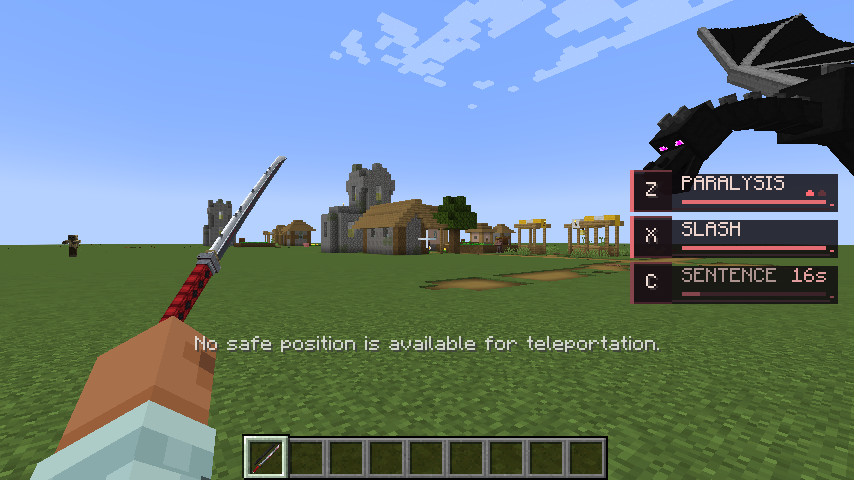 Z PARALYSIS
X SLASH
C SENTENCE 16s
No safe position is available for teleportation.